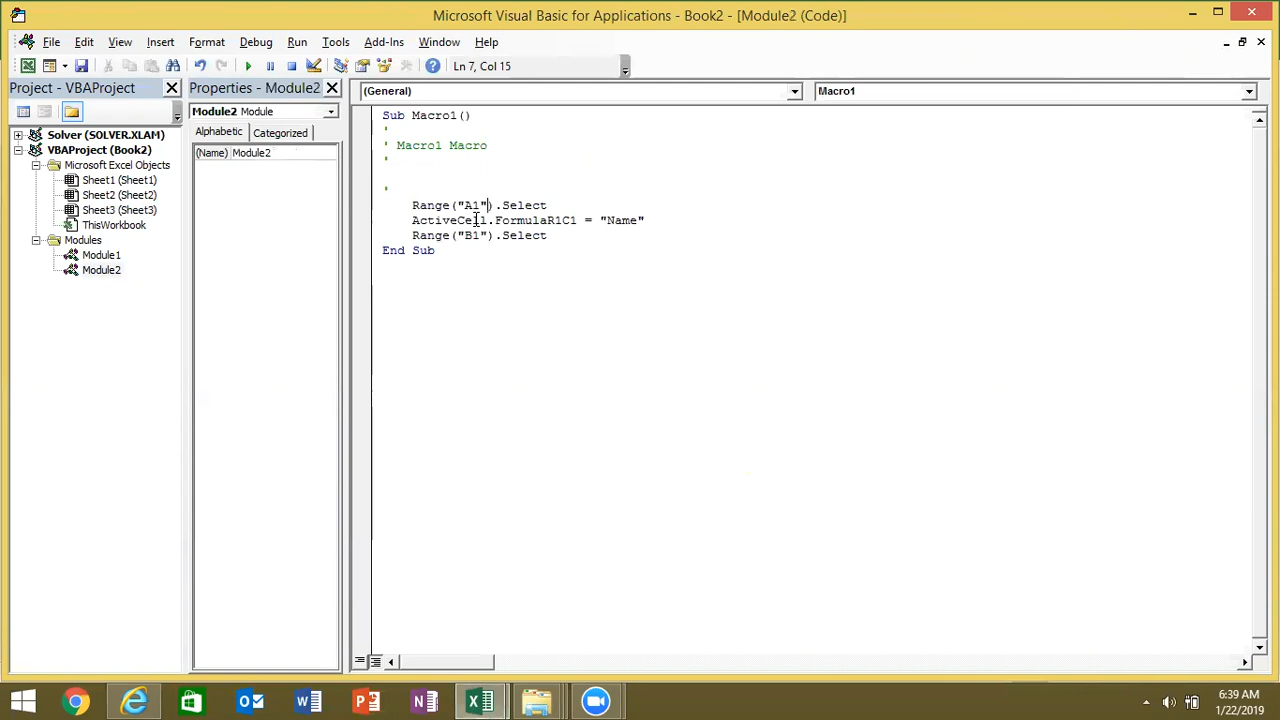 Microsoft Visual Basic for Applications - Book2 - [Module2 (Code)]
File Edit View Insert Format Debug Run Tools Add-Ins Window Help
Ln 7, Col 15
Project - VBAProject
Properties - Module2
(General)
Macro1
Module2 Module
Alphabetic Categorized
(Name) Module2
Solver (SOLVER.XLAM)
VBAProject (Book2)
Microsoft Excel Objects
Sheet1 (Sheet1)
Sheet2 (Sheet2)
Sheet3 (Sheet3)
ThisWorkbook
Modules
Module1
Module2
Sub Macro1()
'
' Macro1 Macro
'
'
Range("A1").Select
ActiveCell.FormulaR1C1 = "Name"
Range("B1").Select
End Sub
6:39 AM
1/22/2019